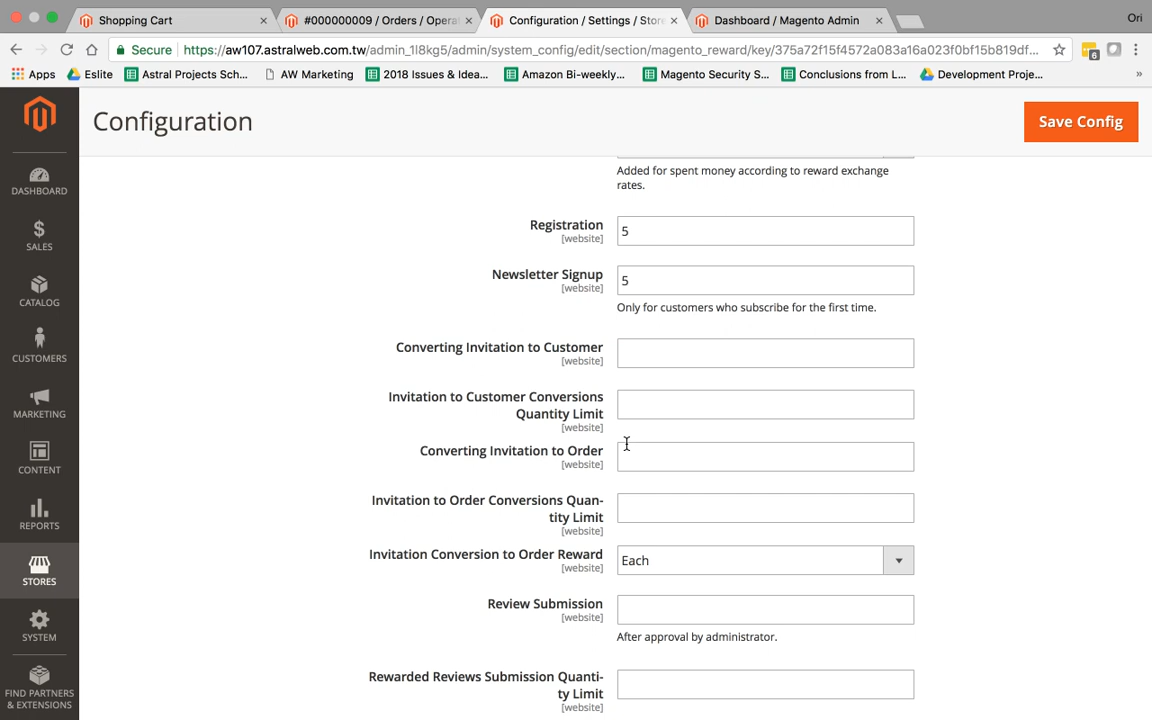 Shopping Cart
#000000009 / Orders / Opera
Configuration / Settings / Store
Dashboard / Magento Admin
Ori
Secure
https://aw107.astralweb.com.tw/admin_1l8kg5/admin/system_config/edit/section/magento_reward/key/375a72f15f4572a083a16a023f0bf15b819df...
6
Apps
Eslite
Astral Projects Sch...
AW Marketing
2018 Issues & Idea...
Amazon Bi-weekly...
Magento Security S...
Conclusions from L...
Development Proje...
»
Configuration
Save Config
DASHBOARD
SALES
CATALOG
CUSTOMERS
MARKETING
CONTENT
REPORTS
STORES
SYSTEM
FIND PARTNERS
& EXTENSIONS
Added for spent money according to reward exchange
rates.
Registration
[website]
5
Newsletter Signup
[website]
5
Only for customers who subscribe for the first time.
Converting Invitation to Customer
[website]
Invitation to Customer Conversions
Quantity Limit
[website]
Converting Invitation to Order
[website]
Invitation to Order Conversions Quan-
tity Limit
[website]
Invitation Conversion to Order Reward
[website]
Each
Review Submission
[website]
After approval by administrator.
Rewarded Reviews Submission Quanti-
ty Limit
[website]